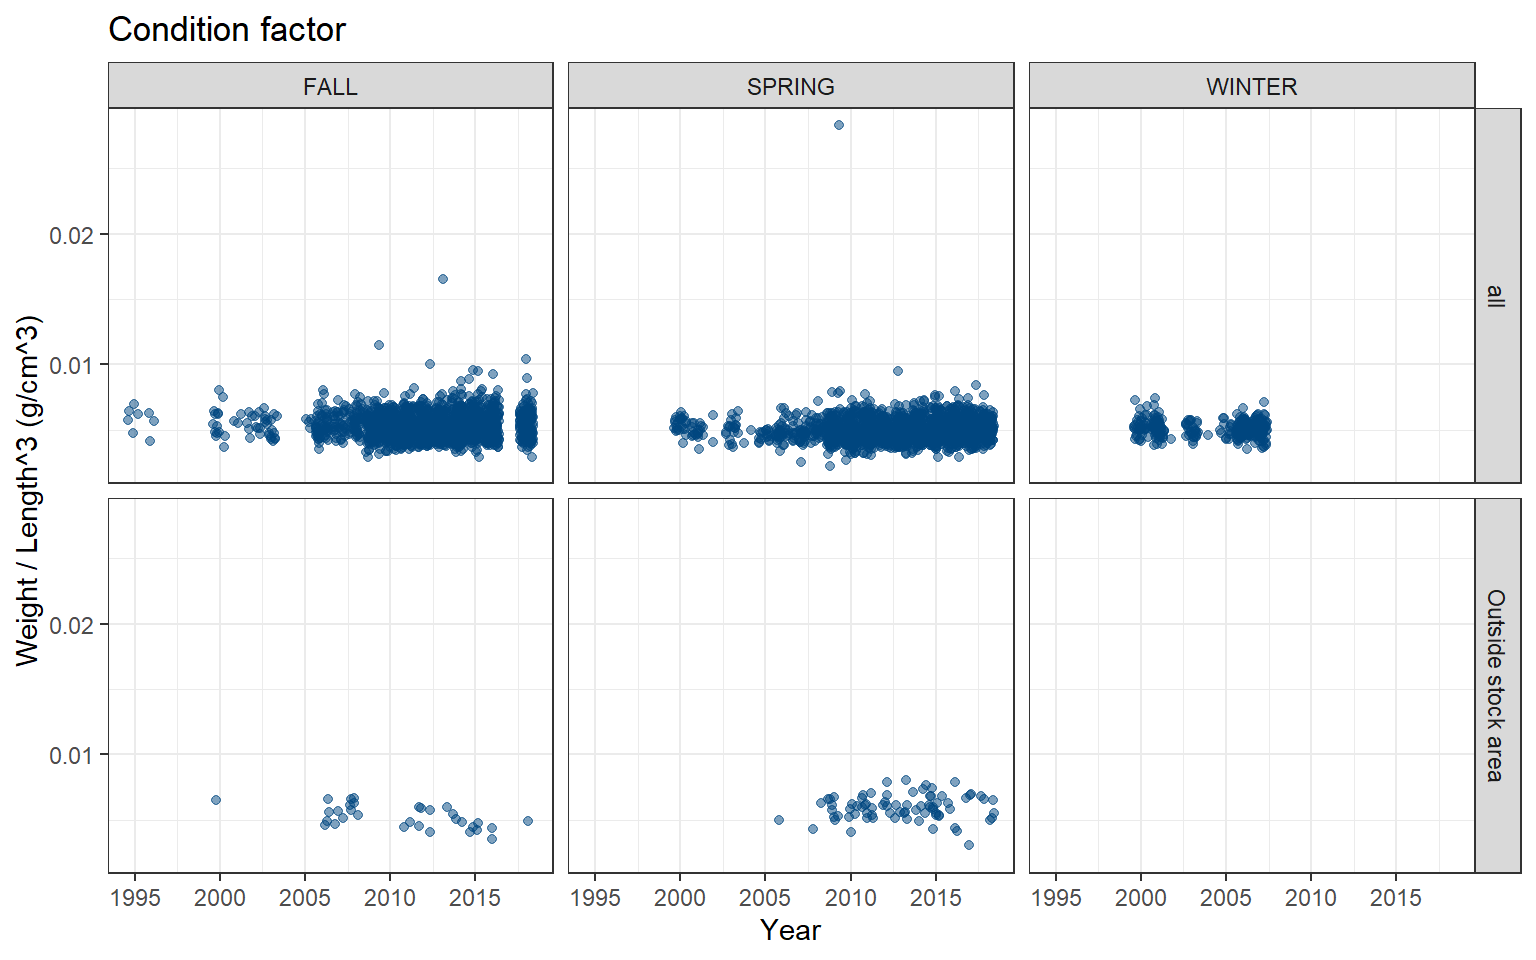 Condition factor
FALL
SPRING
WINTER
all
Outside stock area
Weight / Length^3 (g/cm^3)
0.02
0.01
0.02
0.01
1995 2000 2005 2010 2015
1995 2000 2005 2010 2015
1995 2000 2005 2010 2015
Year